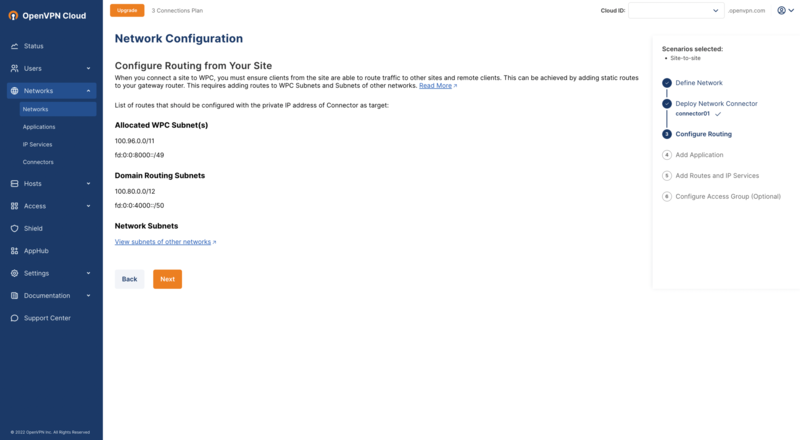 OpenVPN Cloud
Upgrade
3 Connections Plan
Cloud ID:
.openvpn.com
Status
Users
Networks
Networks
Applications
IP Services
Connectors
Hosts
Access
Shield
AppHub
Settings
Documentation
Support Center
© 2022 OpenVPN Inc. All Rights Reserved
Network Configuration
Configure Routing from Your Site
When you connect a site to WPC, you must ensure clients from the site are able to route traffic to other sites and remote clients. This can be achieved by adding static routes
to your gateway router. This requires adding routes to WPC Subnets and Subnets of other networks. Read More
List of routes that should be configured with the private IP address of Connector as target:
Allocated WPC Subnet(s)
100.96.0.0/11
fd:0:0:8000::/49
Domain Routing Subnets
100.80.0.0/12
fd:0:0:4000::/50
Network Subnets
View subnets of other networks
Back
Next
Scenarios selected:
• Site-to-site
Define Network
Deploy Network Connector
connector01
3 Configure Routing
4 Add Application
5 Add Routes and IP Services
6 Configure Access Group (Optional)